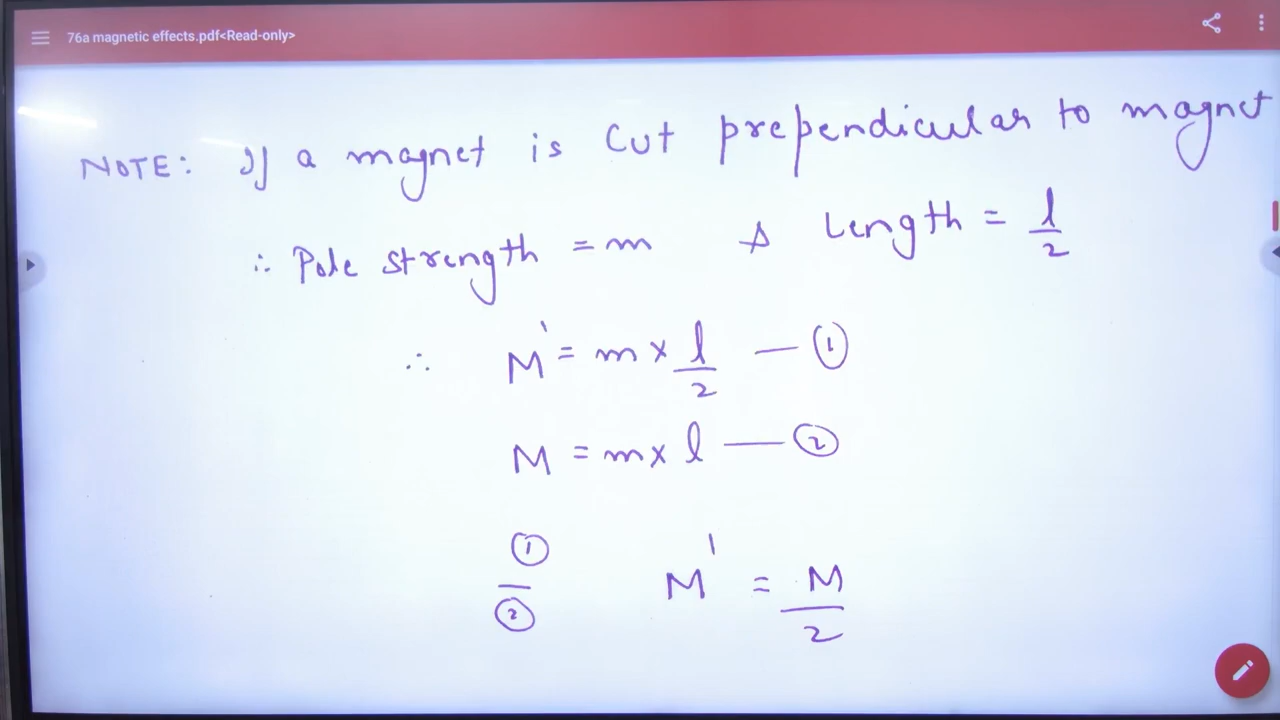 76a magnetic effects.pdf<Read-only>
NOTE: If a magnet is cut prependicular to magnet
∴ Pole strength = m & Length = l/2
∴ M' = m × l/2 — ①
M = m × l — ②
①/② M' = M/2